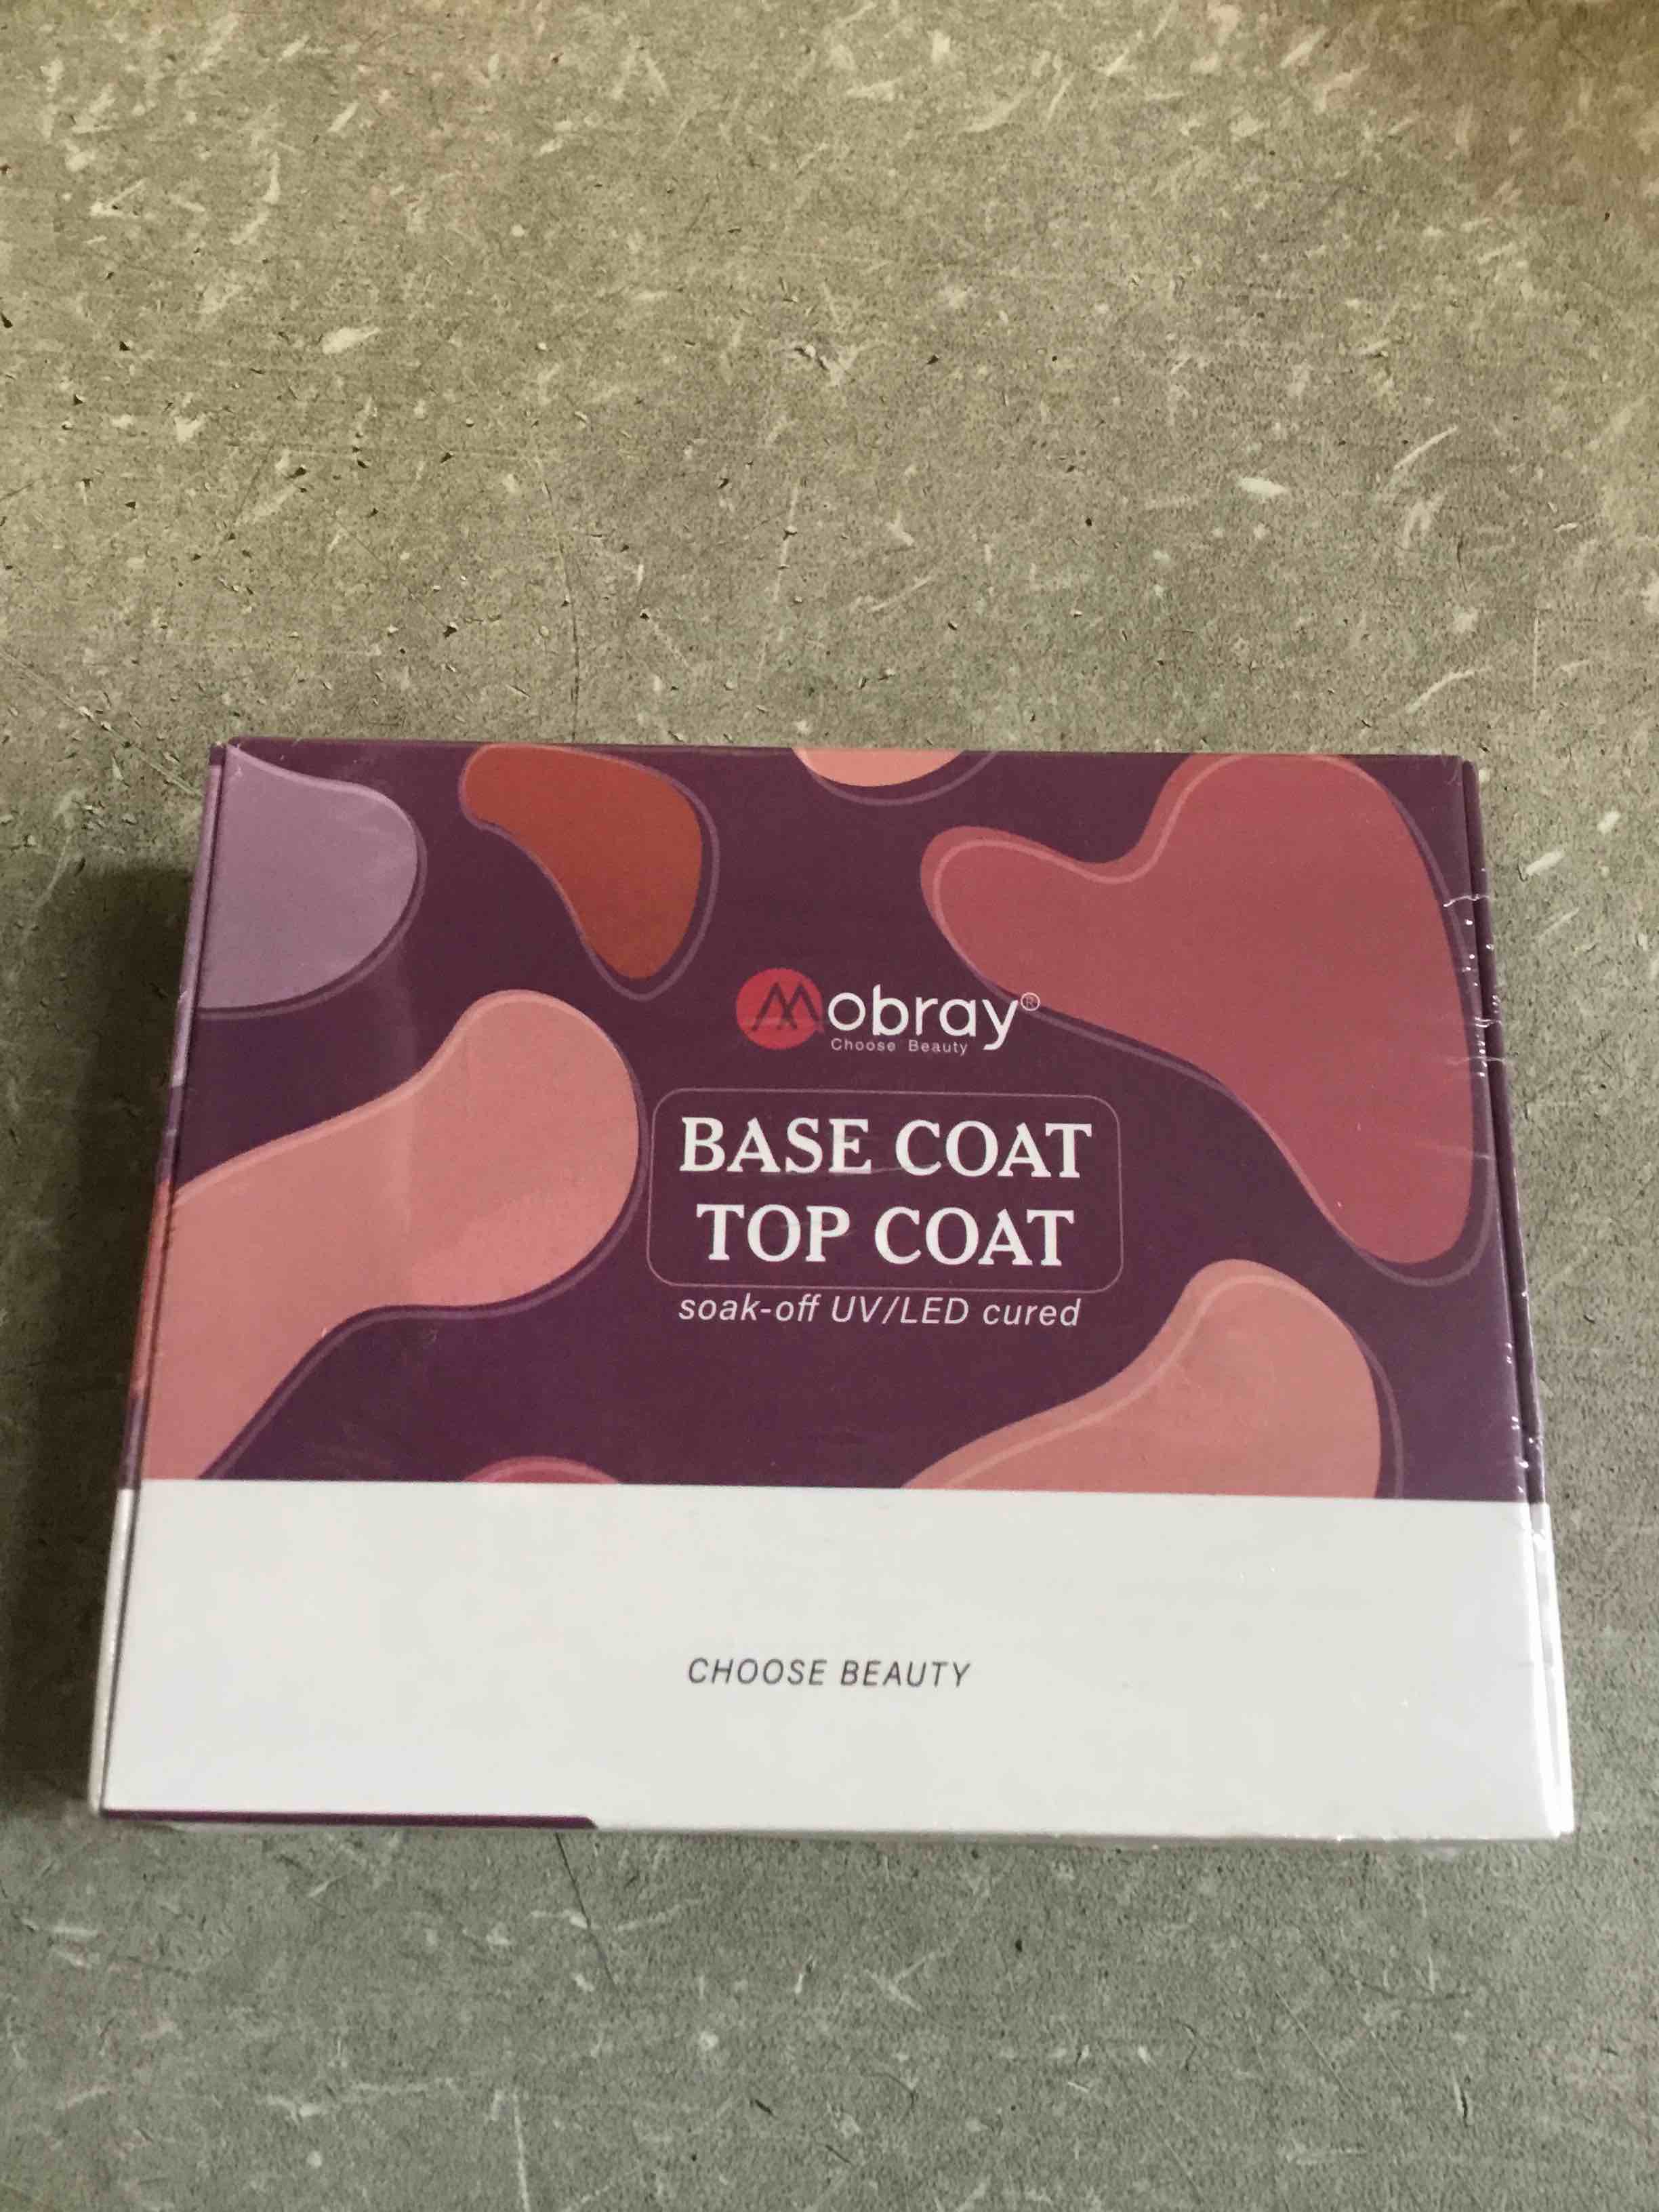 Mobray®
Choose Beauty
BASE COAT
TOP COAT
soak-off UV/LED cured
CHOOSE BEAUTY